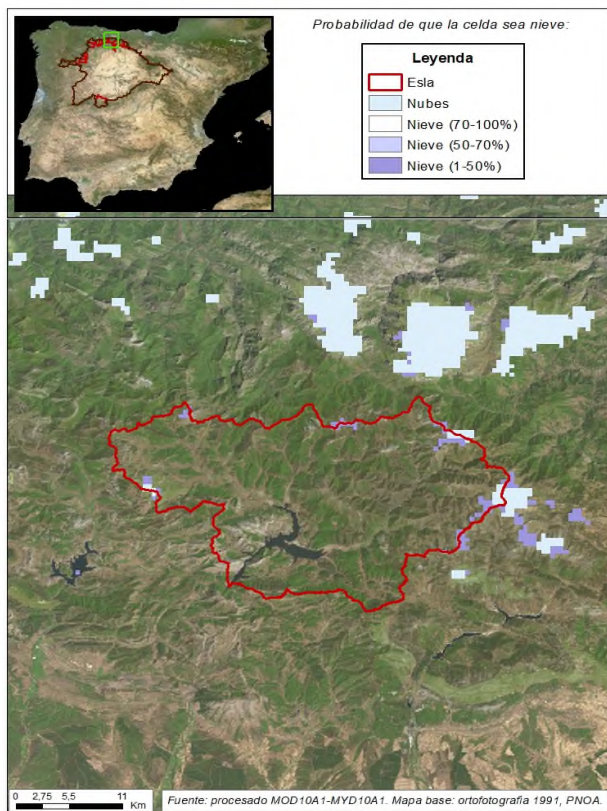 Probabilidad de que la celda sea nieve:
Leyenda
Esla
Nubes
Nieve (70-100%)
Nieve (50-70%)
Nieve (1-50%)
0 2,75 5,5 11
Km
Fuente: procesado MOD10A1-MYD10A1. Mapa base: ortofotografia 1991, PNOA.